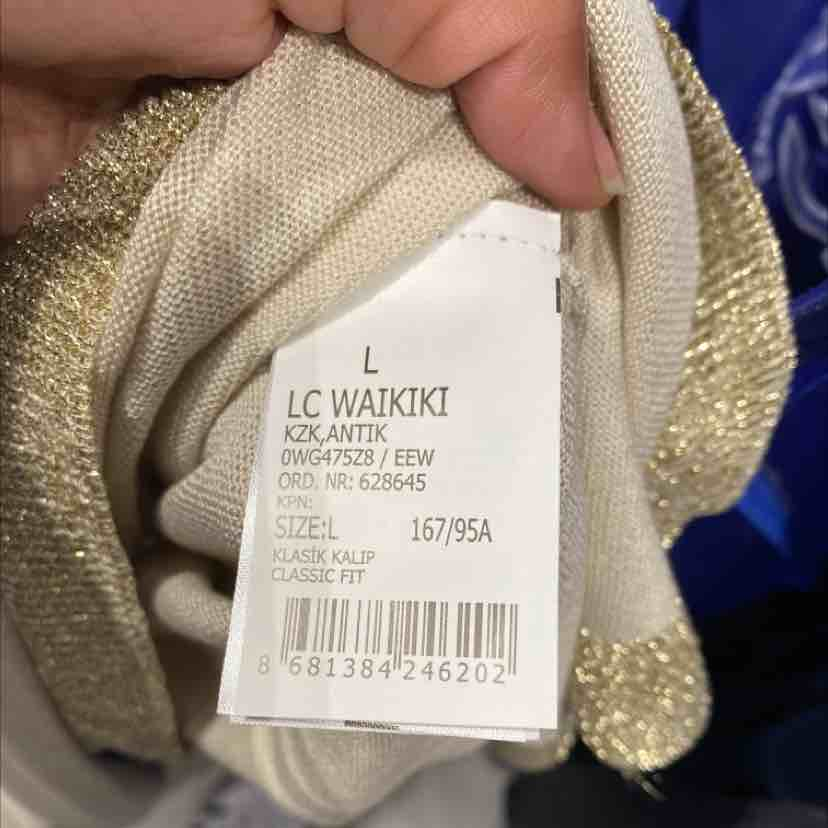 L
LC WAIKIKI
KZK,ANTIK
0WG475Z8 / EEW
ORD. NR: 628645
KPN:
SIZE:L 167/95A
KLASİK KALIP
CLASSIC FIT
8 681384 246202